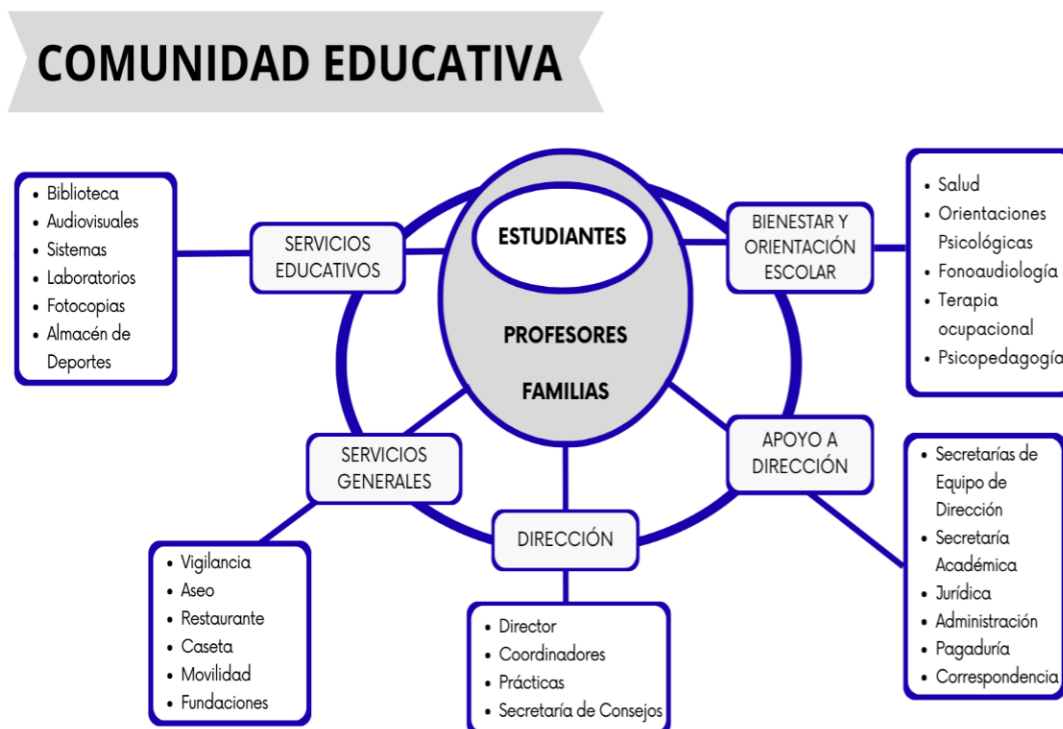 COMUNIDAD EDUCATIVA
• Biblioteca
• Audiovisuales
• Sistemas
• Laboratorios
• Fotocopias
• Almacén de
Deportes
SERVICIOS
EDUCATIVOS
ESTUDIANTES
PROFESORES
FAMILIAS
BIENESTAR Y
ORIENTACIÓN
ESCOLAR
• Salud
• Orientaciones
Psicológicas
• Fonoaudiología
• Terapia
ocupacional
• Psicopedagogía
SERVICIOS
GENERALES
• Vigilancia
• Aseo
• Restaurante
• Caseta
• Movilidad
• Fundaciones
DIRECCIÓN
• Director
• Coordinadores
• Prácticas
• Secretaría de Consejos
APOYO A
DIRECCIÓN
• Secretarías de
Equipo de
Dirección
• Secretaría
Académica
• Jurídica
• Administración
• Pagaduría
• Correspondencia